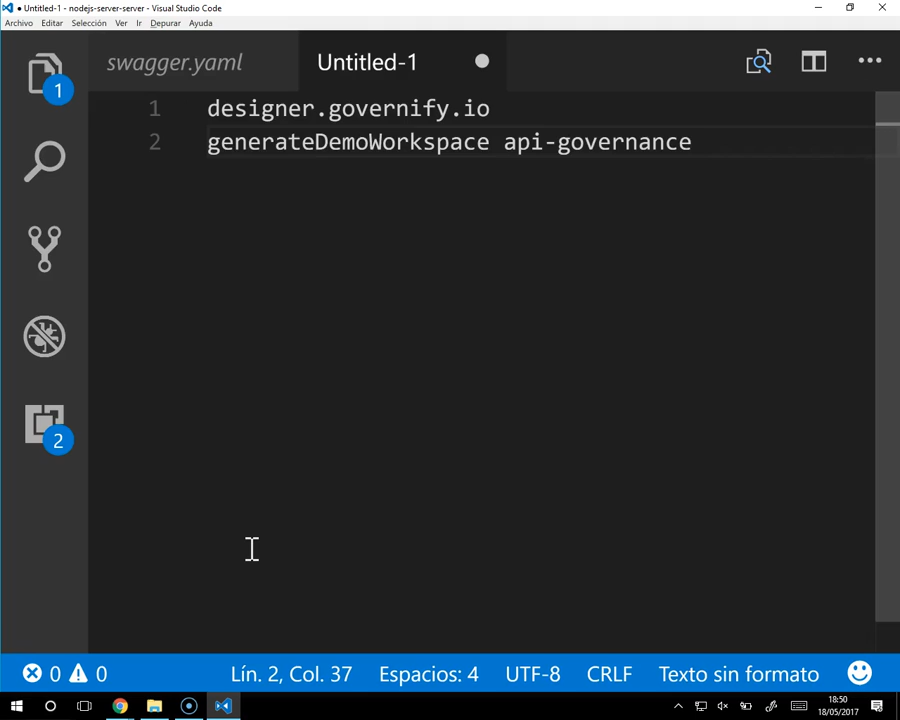 ● Untitled-1 - nodejs-server-server - Visual Studio Code
Archivo Editar Selección Ver Ir Depurar Ayuda
swagger.yaml Untitled-1
1
1 designer.governify.io
2 generateDemoWorkspace api-governance
2
0 0 Lín. 2, Col. 37 Espacios: 4 UTF-8 CRLF Texto sin formato
18:50
18/05/2017